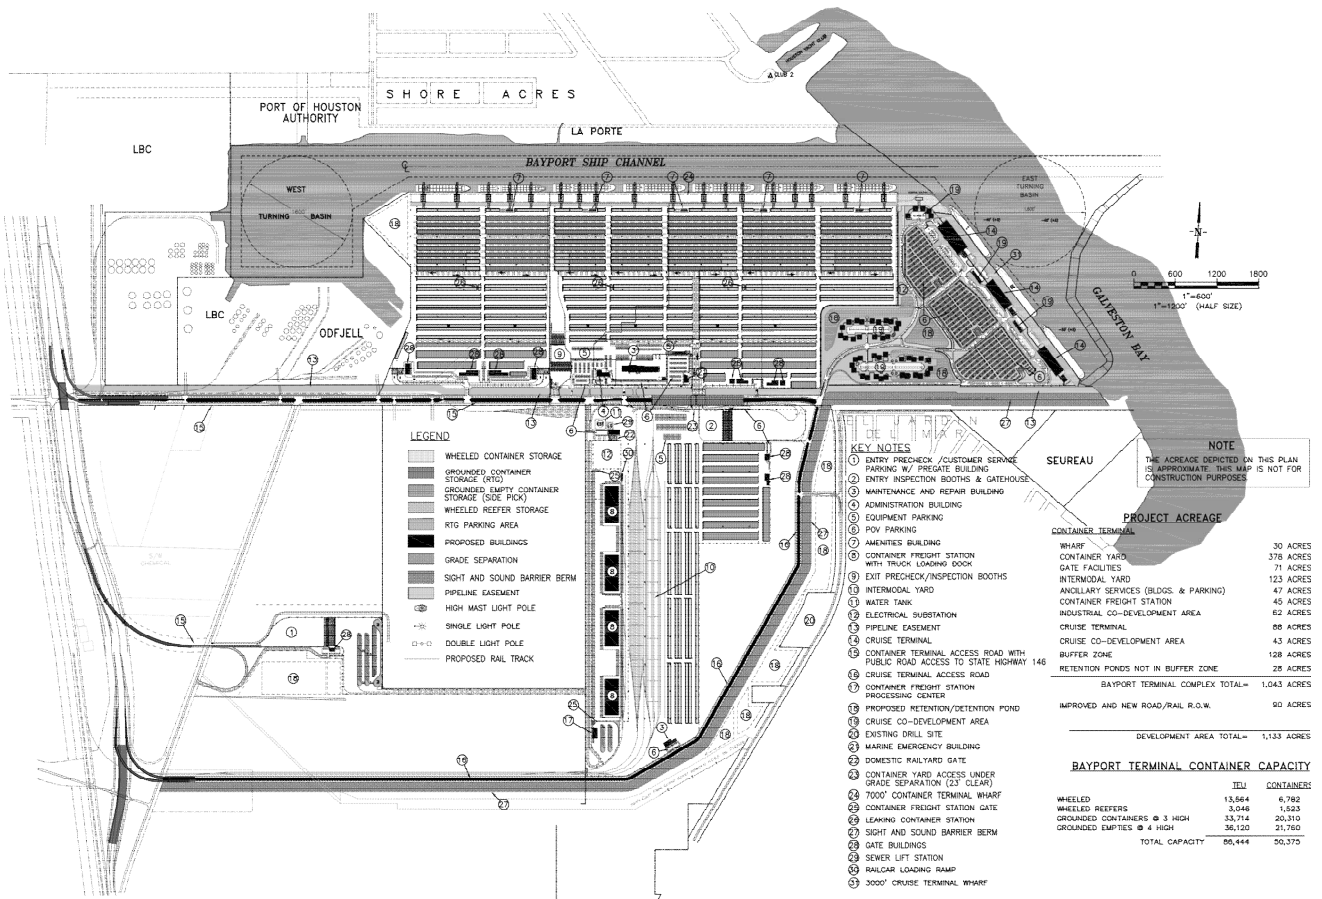 HOUSTON YACHT CLUB
CLUB 2
SHORE ACRES
PORT OF HOUSTON
AUTHORITY
LA PORTE
LBC
BAYPORT SHIP CHANNEL
WEST
TURNING BASIN
EAST
TURNING
BASIN
-N-
0 600 1200 1800
1"=600'
1"=1200' (HALF SIZE)
GALVESTON BAY
LBC
ODFJELL
EL JARDIN
DE L MAR
SEUREAU
NOTE
THE ACREAGE DEPICTED ON THIS PLAN
IS APPROXIMATE. THIS MAP IS NOT FOR
CONSTRUCTION PURPOSES.
LEGEND
WHEELED CONTAINER STORAGE
GROUNDED CONTAINER
STORAGE (RTG)
GROUNDED EMPTY CONTAINER
STORAGE (SIDE PICK)
WHEELED REEFER STORAGE
RTG PARKING AREA
PROPOSED BUILDINGS
GRADE SEPARATION
SIGHT AND SOUND BARRIER BERM
PIPELINE EASEMENT
HIGH MAST LIGHT POLE
SINGLE LIGHT POLE
DOUBLE LIGHT POLE
PROPOSED RAIL TRACK
KEY NOTES
1 ENTRY PRECHECK /CUSTOMER SERVICE
PARKING W/ PREGATE BUILDING
2 ENTRY INSPECTION BOOTHS & GATEHOUSE
3 MAINTENANCE AND REPAIR BUILDING
4 ADMINISTRATION BUILDING
5 EQUIPMENT PARKING
6 POV PARKING
7 AMENITIES BUILDING
8 CONTAINER FREIGHT STATION
WITH TRUCK LOADING DOCK
9 EXIT PRECHECK/INSPECTION BOOTHS
10 INTERMODAL YARD
11 WATER TANK
12 ELECTRICAL SUBSTATION
13 PIPELINE EASEMENT
14 CRUISE TERMINAL
15 CONTAINER TERMINAL ACCESS ROAD WITH
PUBLIC ROAD ACCESS TO STATE HIGHWAY 146
16 CRUISE TERMINAL ACCESS ROAD
17 CONTAINER FREIGHT STATION
PROCESSING CENTER
18 PROPOSED RETENTION/DETENTION POND
19 CRUISE CO-DEVELOPMENT AREA
20 EXISTING DRILL SITE
21 MARINE EMERGENCY BUILDING
22 DOMESTIC RAILYARD GATE
23 CONTAINER YARD ACCESS UNDER
GRADE SEPARATION (23' CLEAR)
24 7000' CONTAINER TERMINAL WHARF
25 CONTAINER FREIGHT STATION GATE
26 LEAKING CONTAINER STATION
27 SIGHT AND SOUND BARRIER BERM
28 GATE BUILDINGS
29 SEWER LIFT STATION
30 RAILCAR LOADING RAMP
31 3000' CRUISE TERMINAL WHARF
PROJECT ACREAGE
CONTAINER TERMINAL
WHARF 30 ACRES
CONTAINER YARD 378 ACRES
GATE FACILITIES 71 ACRES
INTERMODAL YARD 123 ACRES
ANCILLARY SERVICES (BLDGS. & PARKING) 47 ACRES
CONTAINER FREIGHT STATION 45 ACRES
INDUSTRIAL CO-DEVELOPMENT AREA 62 ACRES
CRUISE TERMINAL 88 ACRES
CRUISE CO-DEVELOPMENT AREA 43 ACRES
BUFFER ZONE 128 ACRES
RETENTION PONDS NOT IN BUFFER ZONE 28 ACRES
BAYPORT TERMINAL COMPLEX TOTAL= 1,043 ACRES
IMPROVED AND NEW ROAD/RAIL R.O.W. 90 ACRES
DEVELOPMENT AREA TOTAL= 1,133 ACRES
BAYPORT TERMINAL CONTAINER CAPACITY
TEU CONTAINERS
WHEELED 13,564 6,782
WHEELED REEFERS 3,046 1,523
GROUNDED CONTAINERS @ 3 HIGH 33,714 20,310
GROUNDED EMPTIES @ 4 HIGH 36,120 21,760
TOTAL CAPACITY 86,444 50,375